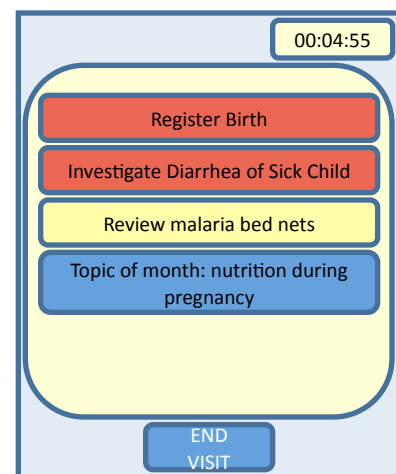 00:04:55
Register Birth
Investigate Diarrhea of Sick Child
Review malaria bed nets
Topic of month: nutrition during
pregnancy
END
VISIT